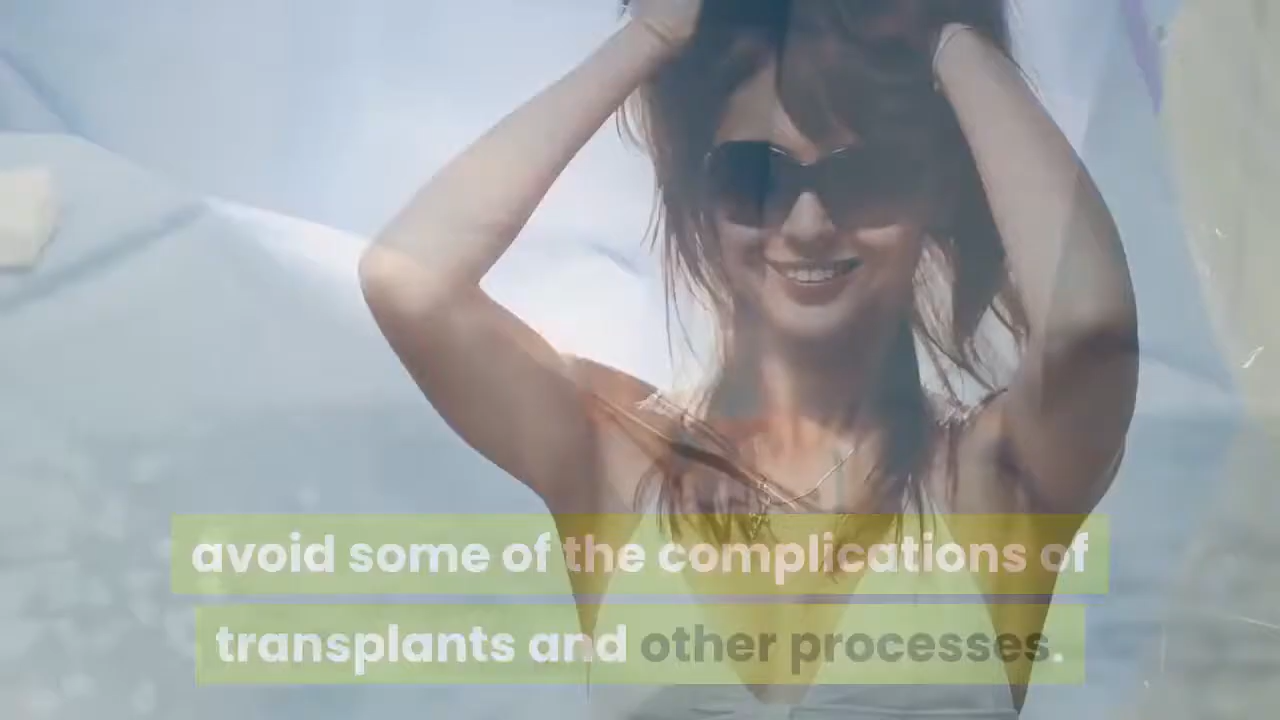 avoid some of the complications of
transplants and other processes.